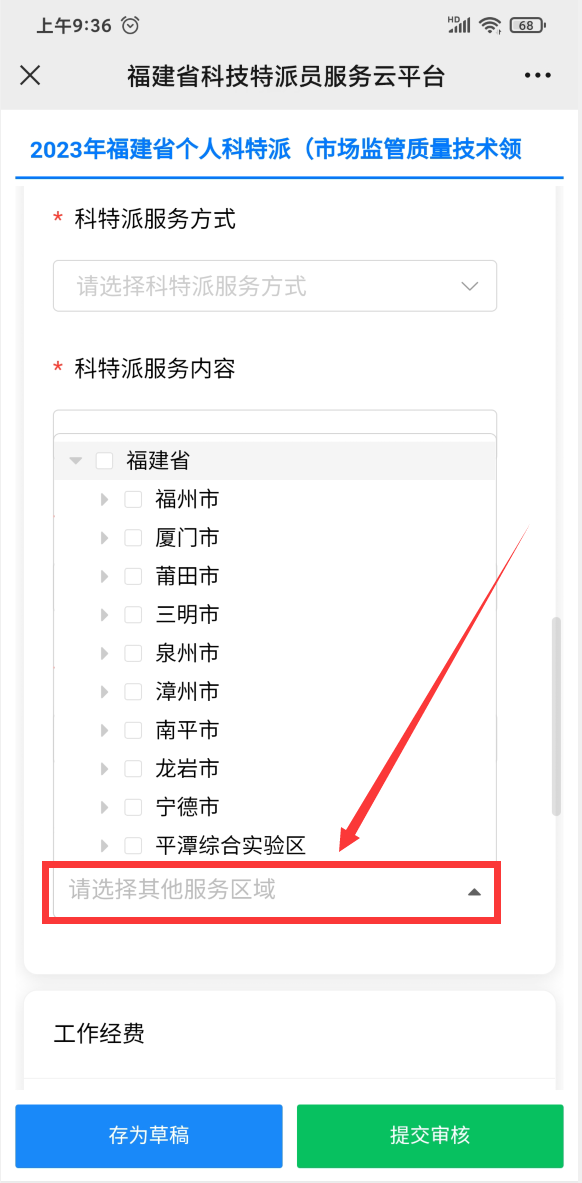 上午9:36
HD
68
福建省科技特派员服务云平台
2023年福建省个人科特派（市场监管质量技术领
* 科特派服务方式
请选择科特派服务方式
* 科特派服务内容
福建省
福州市
厦门市
莆田市
三明市
泉州市
漳州市
南平市
龙岩市
宁德市
平潭综合实验区
请选择其他服务区域
工作经费
存为草稿
提交审核